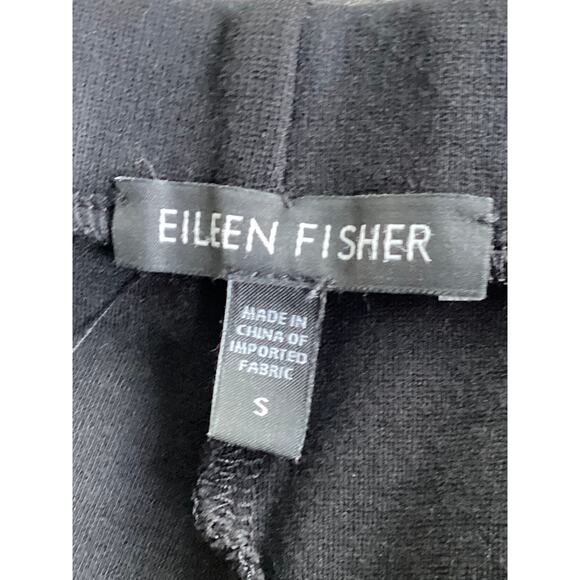 EILEEN FISHER
MADE IN
CHINA OF
IMPORTED
FABRIC
S